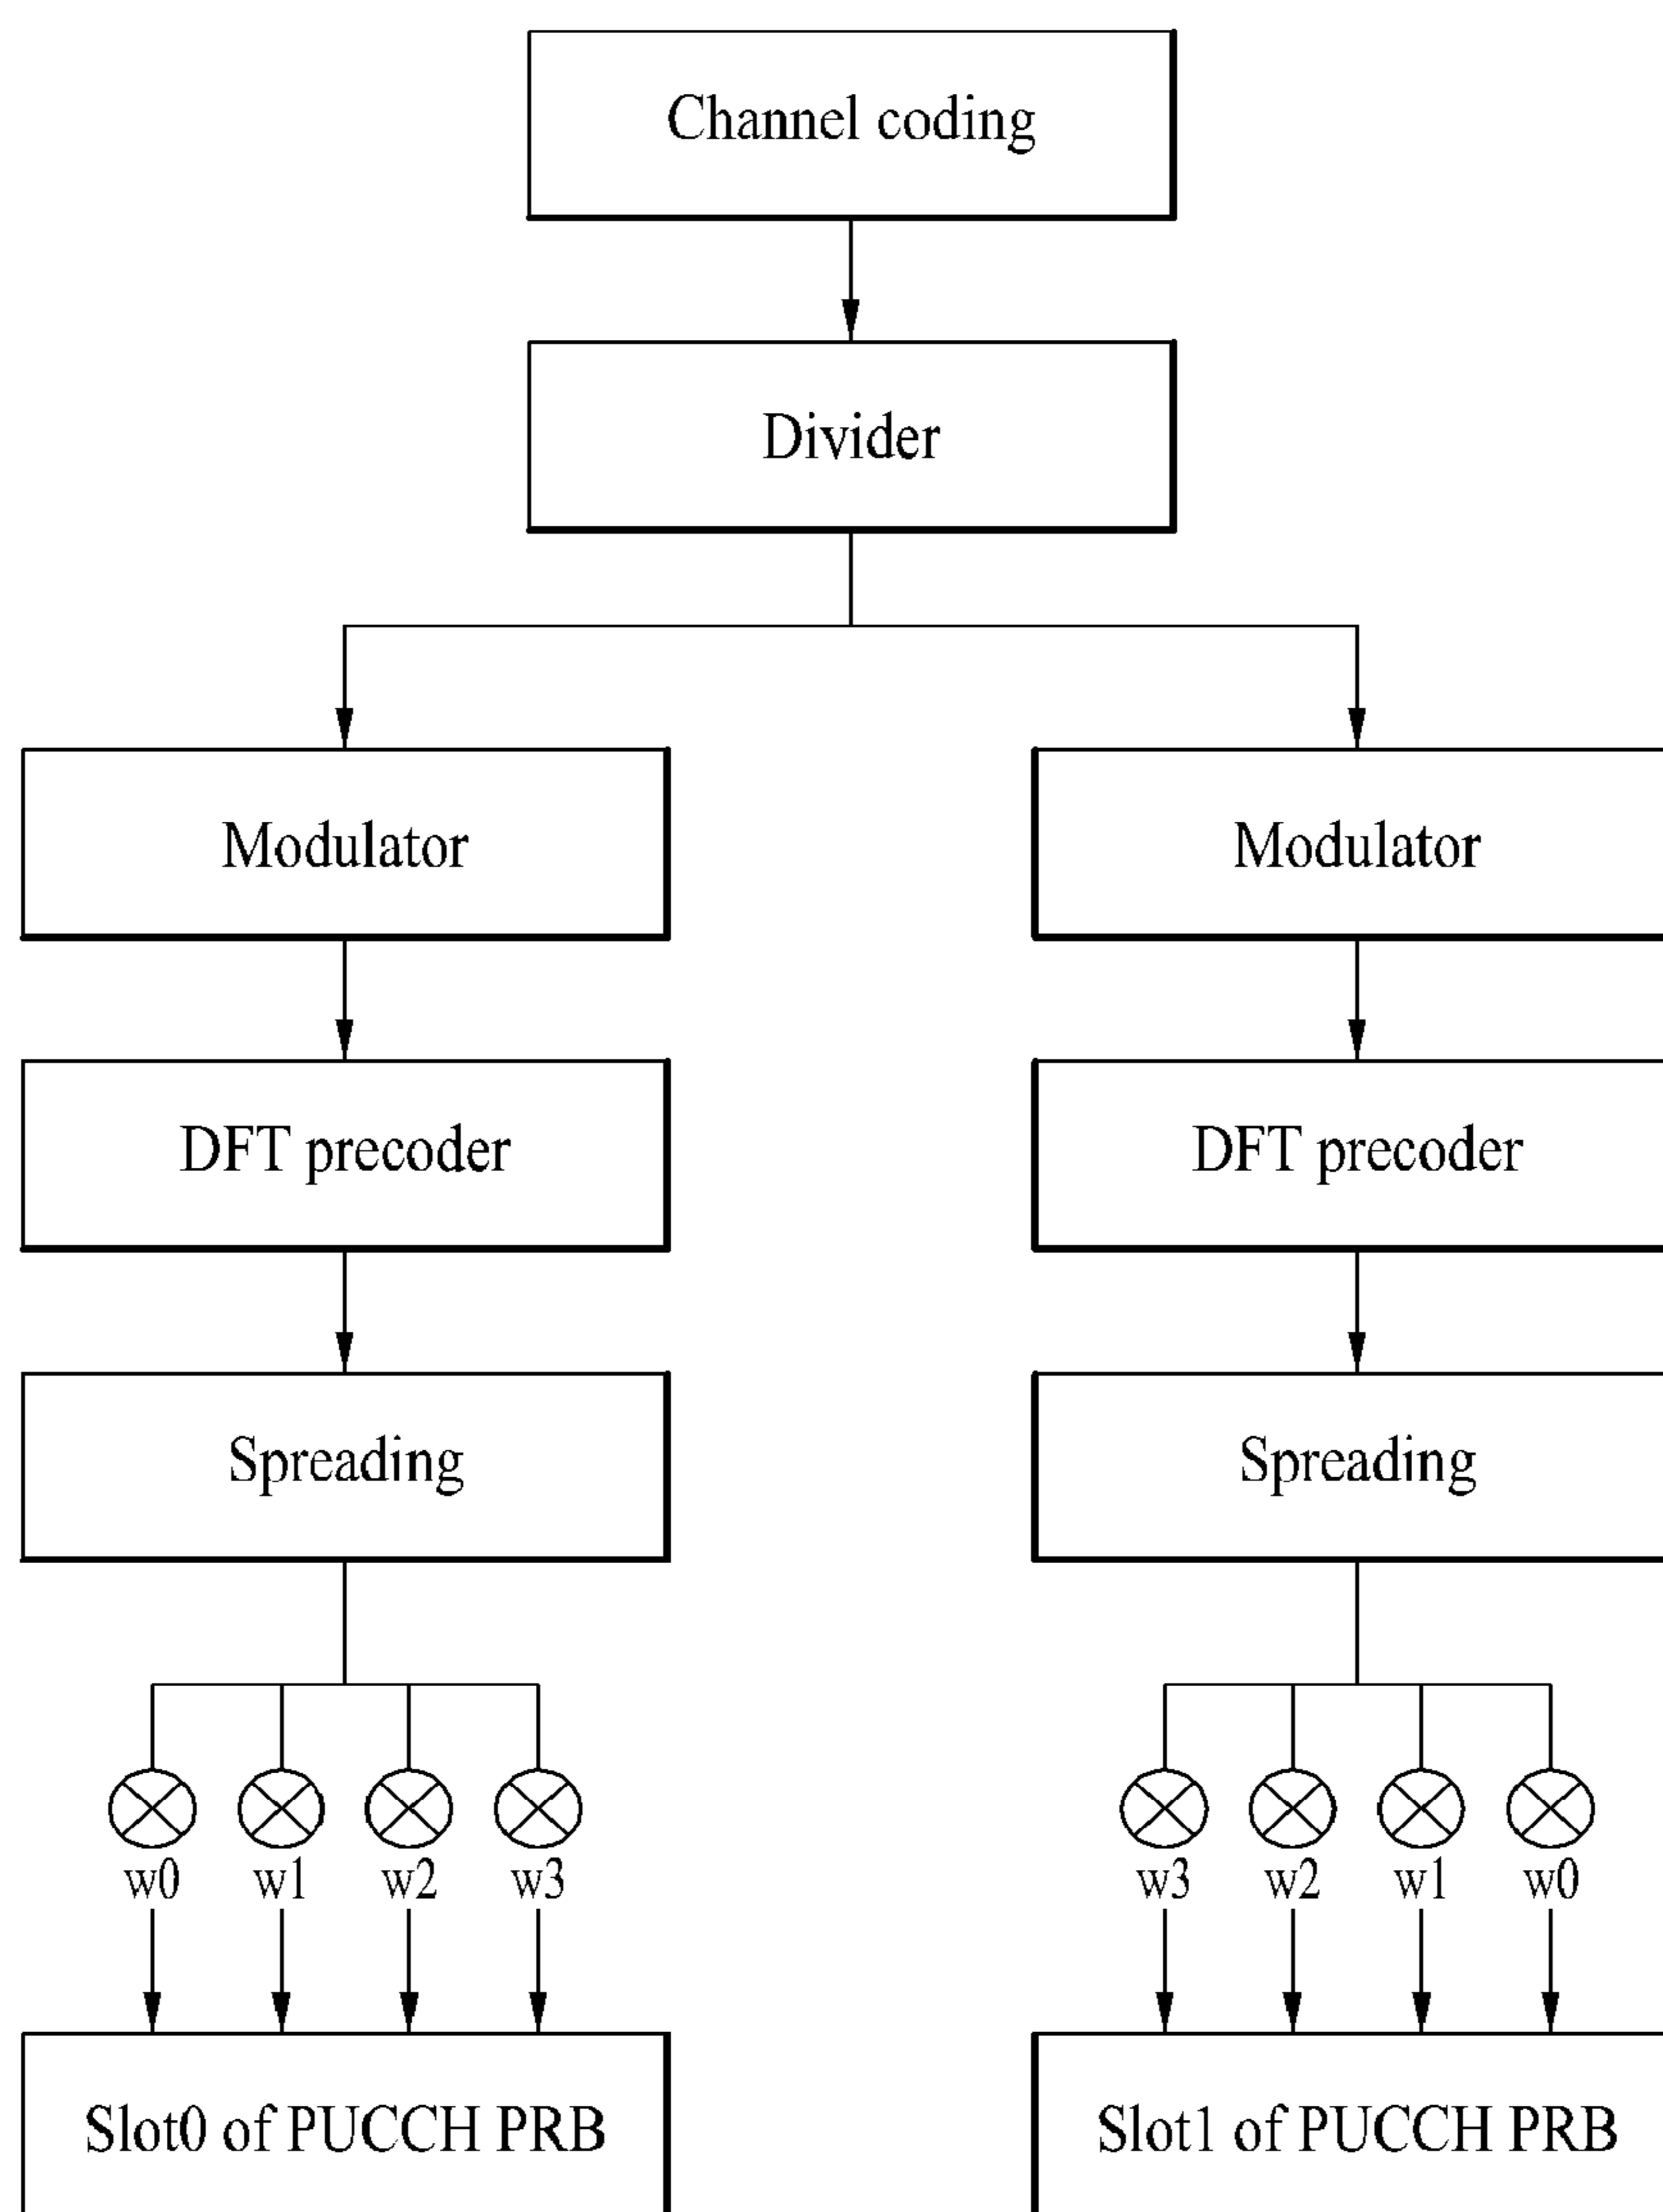 Channel coding
Divider
Modulator
Modulator
DFT precoder
DFT precoder
Spreading
Spreading
w0 w1 w2 w3
w3 w2 w1 w0
Slot0 of PUCCH PRB
Slot1 of PUCCH PRB